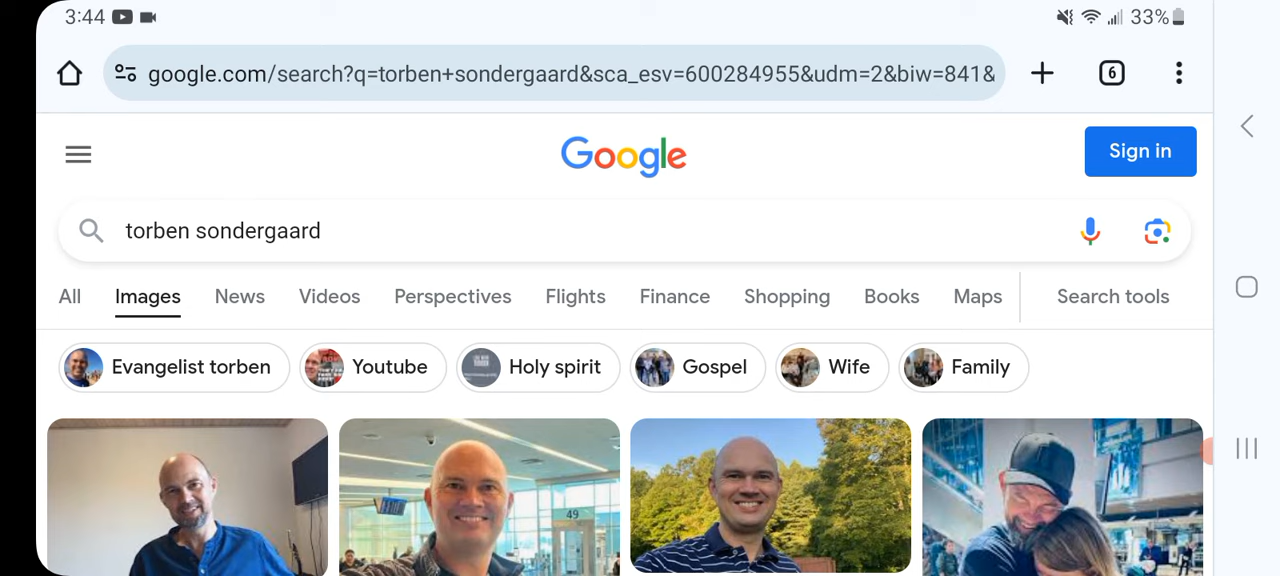 3:44 33%
google.com/search?q=torben+sondergaard&sca_esv=600284955&udm=2&biw=841& 6
Google Sign in
torben sondergaard
All Images News Videos Perspectives Flights Finance Shopping Books Maps Search tools
Evangelist torben Youtube Holy spirit Gospel Wife Family
49